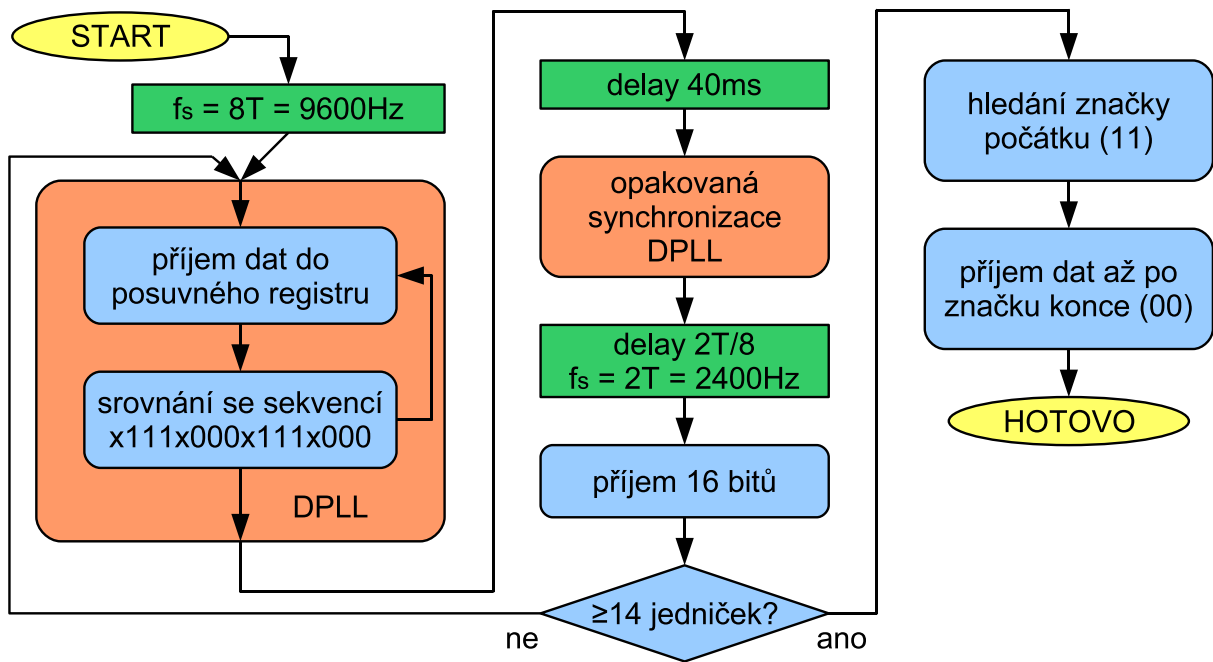 START
fs = 8T = 9600Hz
příjem dat do
posuvného registru
srovnání se sekvencí
x111x000x111x000
DPLL
delay 40ms
opakovaná
synchronizace
DPLL
delay 2T/8
fs = 2T = 2400Hz
příjem 16 bitů
≥14 jedniček?
ne
ano
hledání značky
počátku (11)
příjem dat až po
značku konce (00)
HOTOVO